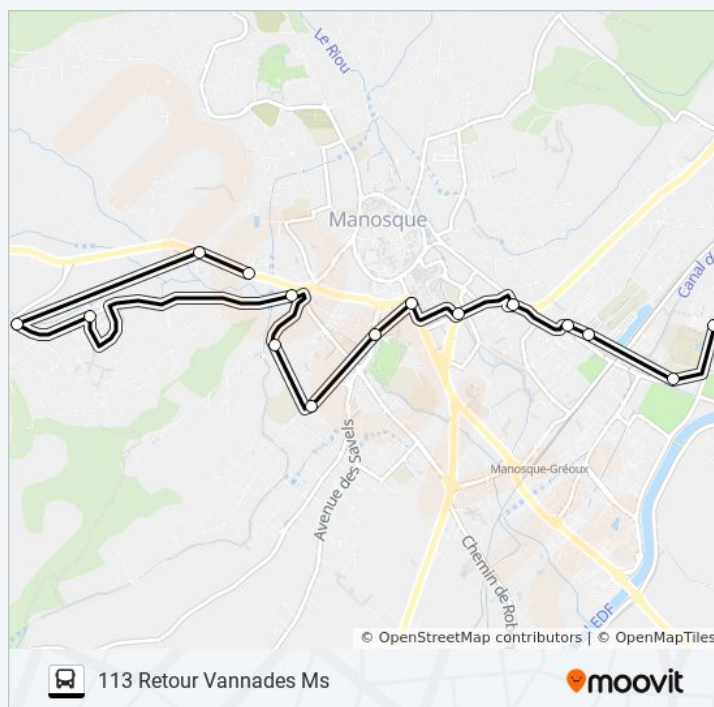 Le Riou
Manosque
Canal d
Avenue des Savels
Manosque-Gréoux
Chemin de Rob
EDF
© OpenStreetMap contributors | © OpenMapTiles
113 Retour Vannades Ms
moovit